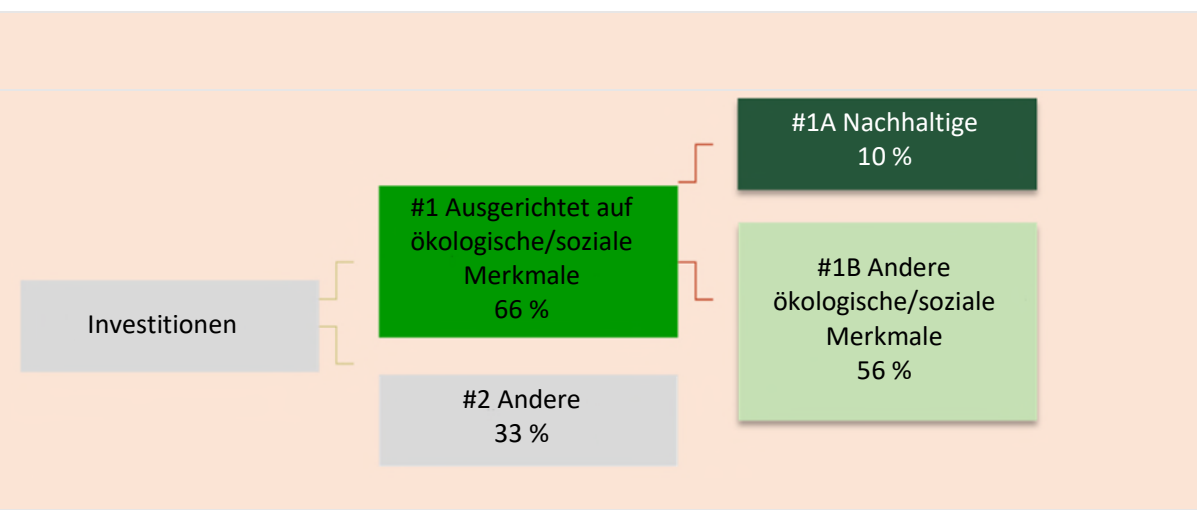 #1A Nachhaltige
10 %
#1 Ausgerichtet auf
ökologische/soziale
Merkmale
66 %
#1B Andere
ökologische/soziale
Merkmale
56 %
Investitionen
#2 Andere
33 %